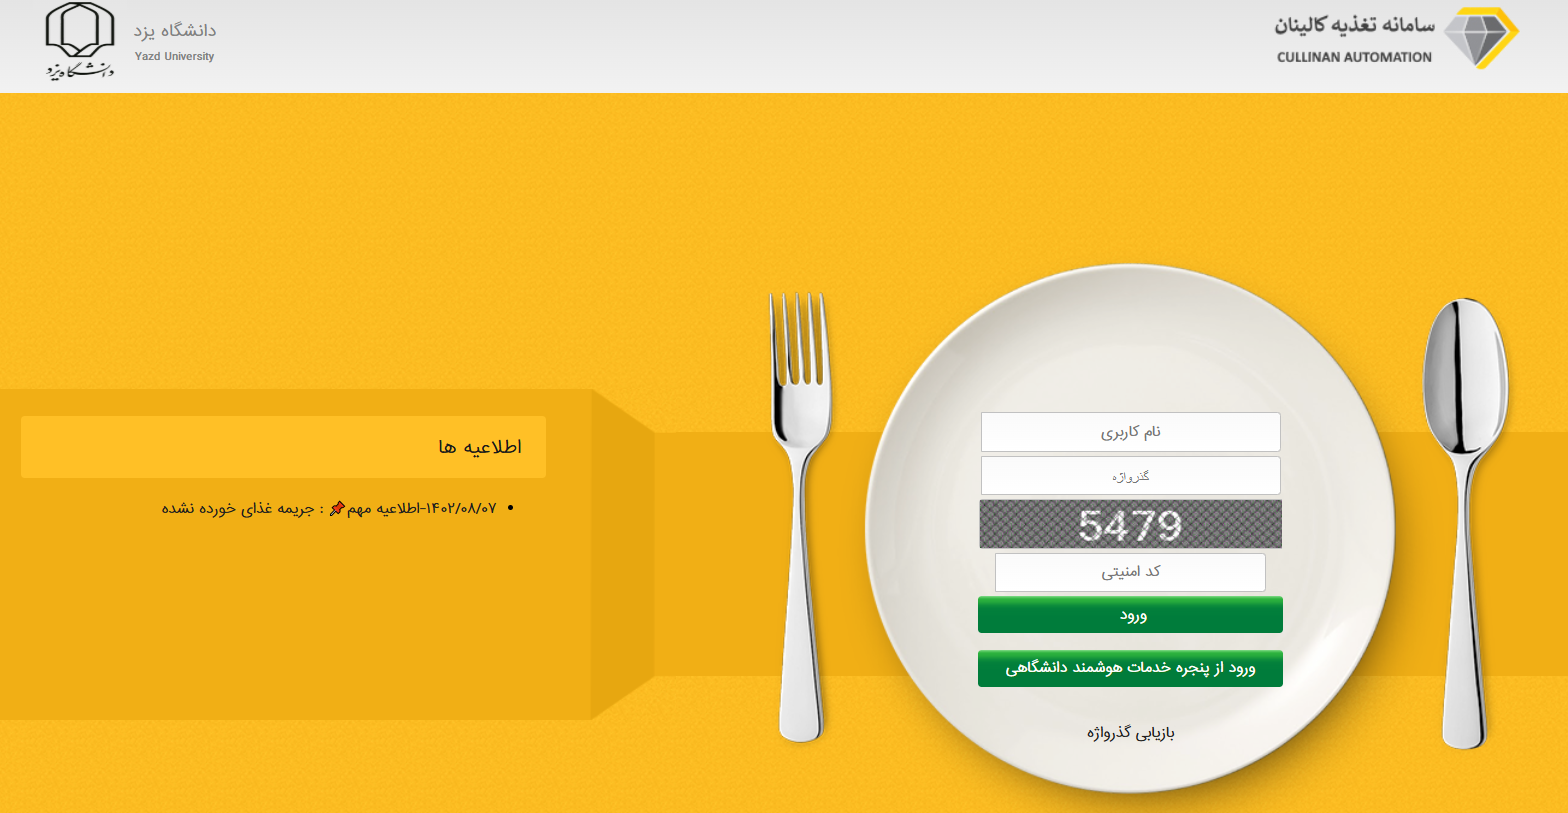 سامانه تغذیه کالینان
CULLINAN AUTOMATION
دانشگاه یزد
Yazd University
دانشگاه یزد
نام کاربری
گذرواژه
5479
کد امنیتی
ورود
ورود از پنجره خدمات هوشمند دانشگاهی
بازیابی گذرواژه
اطلاعیه ها
• ۱۴۰۲/۰۸/۰۷-اطلاعیه مهم📌 : جریمه غذای خورده نشده